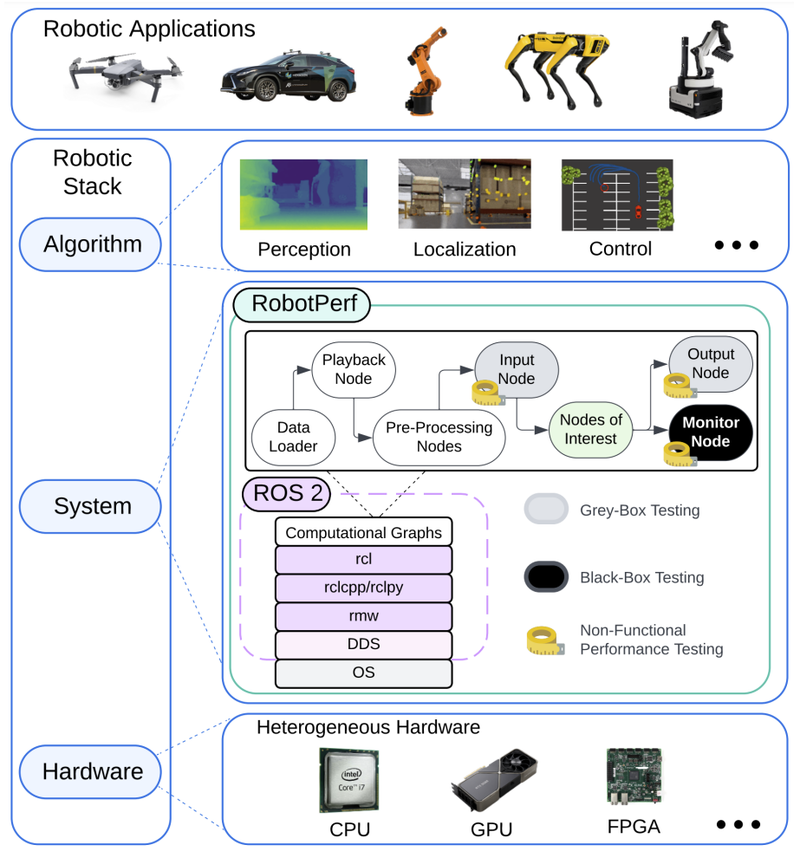 Robotic Applications
Robotic
Stack
Algorithm
Perception
Localization
Control
System
RobotPerf
Playback
Node
Input
Node
Output
Node
Data
Loader
Pre-Processing
Nodes
Nodes of
Interest
Monitor
Node
ROS 2
Computational Graphs
rcl
rclcpp/rclpy
rmw
DDS
OS
Grey-Box Testing
Black-Box Testing
Non-Functional
Performance Testing
Hardware
Heterogeneous Hardware
intel
Core™ i7
CPU
GPU
FPGA